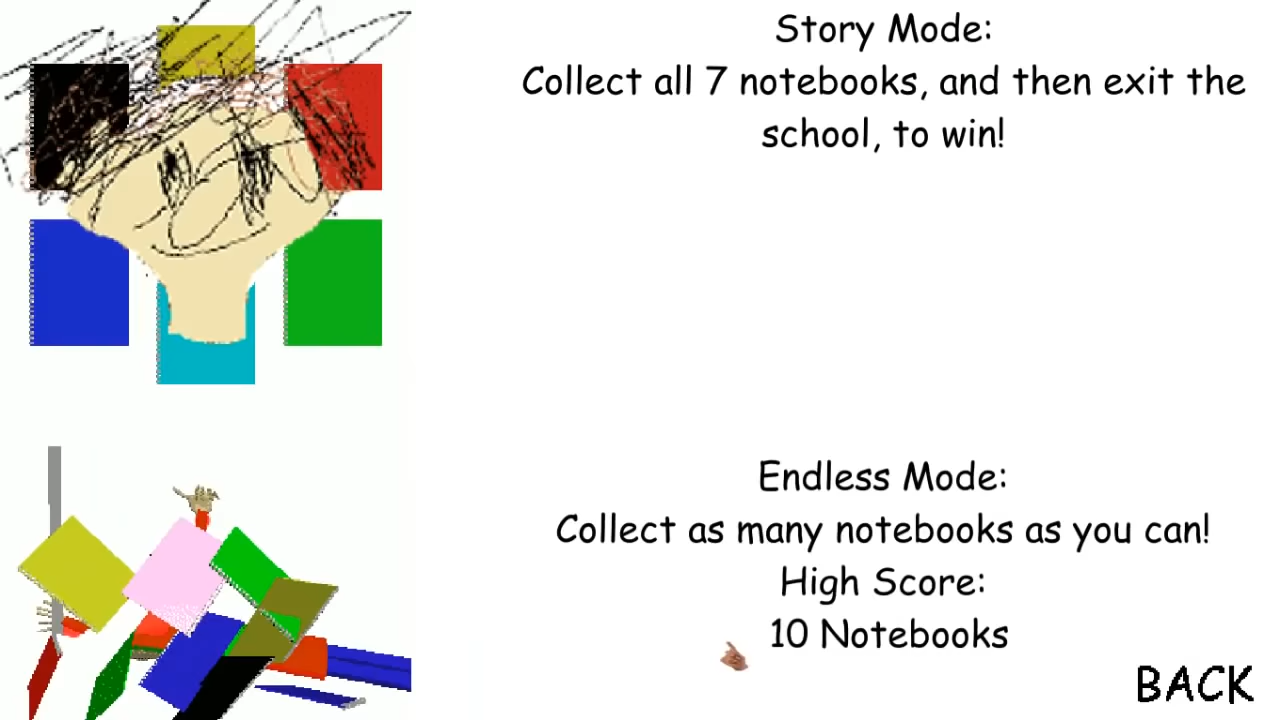 Story Mode:
Collect all 7 notebooks, and then exit the
school, to win!
Endless Mode:
Collect as many notebooks as you can!
High Score:
10 Notebooks
BACK